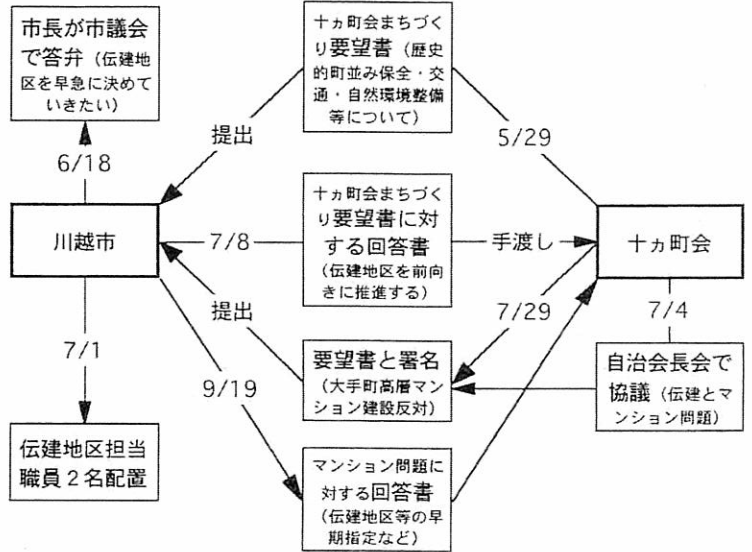 市長が市議会
で答弁（伝建地
区を早急に決めて
いきたい）
6/18
川越市
7/1
伝建地区担当
職員２名配置
十ヵ町会まちづく
り要望書（歴史
的町並み保全・交
通・自然環境整備
等について）
提出
5/29
十ヵ町会まちづく
り要望書に対
する回答書
（伝建地区を前向
きに推進する）
7/8
手渡し
十ヵ町会
提出
7/29
7/4
要望書と署名
（大手町高層マン
ション建設反対）
自治会長会で
協議（伝建とマ
ンション問題）
9/19
マンション問題に
対する回答書
（伝建地区等の早
期指定など）